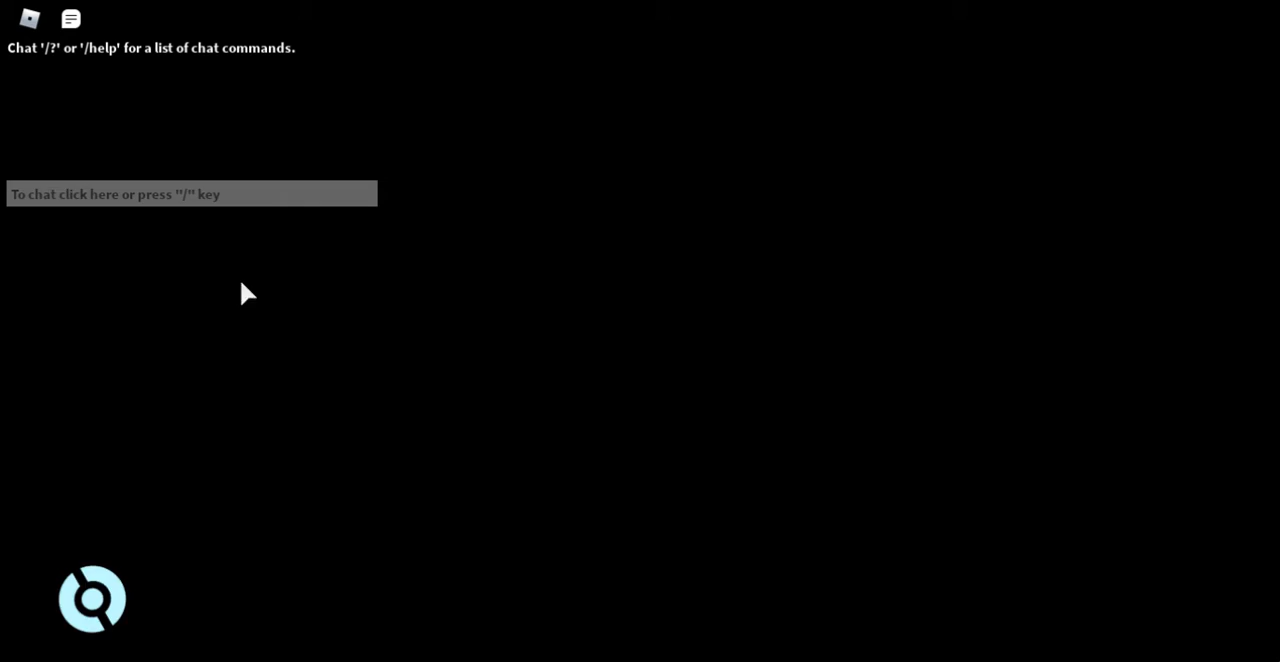 Chat '/?' or '/help' for a list of chat commands.
To chat click here or press "/" key